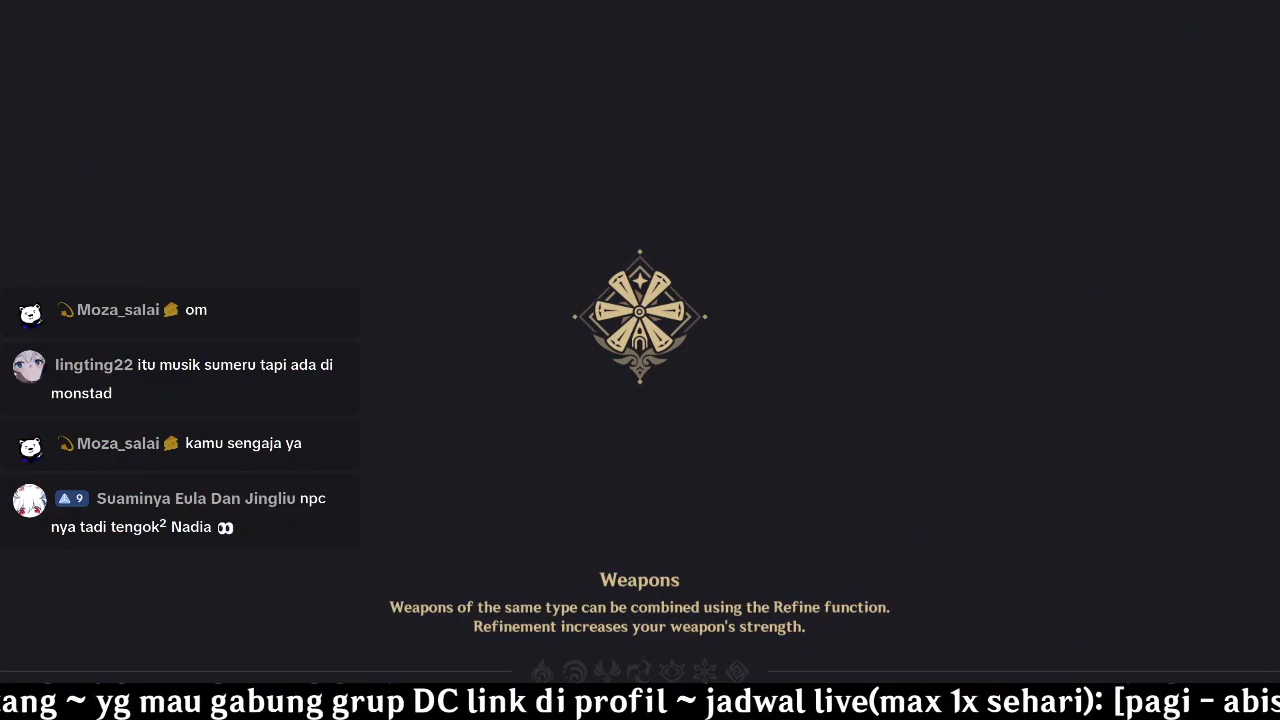 Moza_salai om
lingting22 itu musik sumeru tapi ada di
monstad
Moza_salai kamu sengaja ya
9 Suaminya Eula Dan Jingliu npc
nya tadi tengok² Nadia 👀
Weapons
Weapons of the same type can be combined using the Refine function.
Refinement increases your weapon's strength.
tang ~ yg mau gabung grup DC link di profil ~ jadwal live(max 1x sehari): [pagi - abis